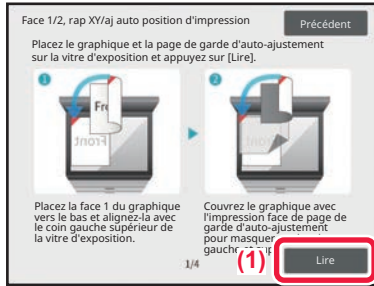 Face 1/2, rap XY/aj auto position d'impression
Précédent
Placez le graphique et la page de garde d'auto-ajustement
sur la vitre d'exposition et appuyez sur [Lire].
1
2
Fr
Front
Front
Placez la face 1 du graphique
vers le bas et alignez-la avec
le coin gauche supérieur de
la vitre d'exposition.
Couvrez le graphique avec
l'impression face de page de
garde d'auto-ajustement
pour masquer
gauche
1/4
(1)
Lire